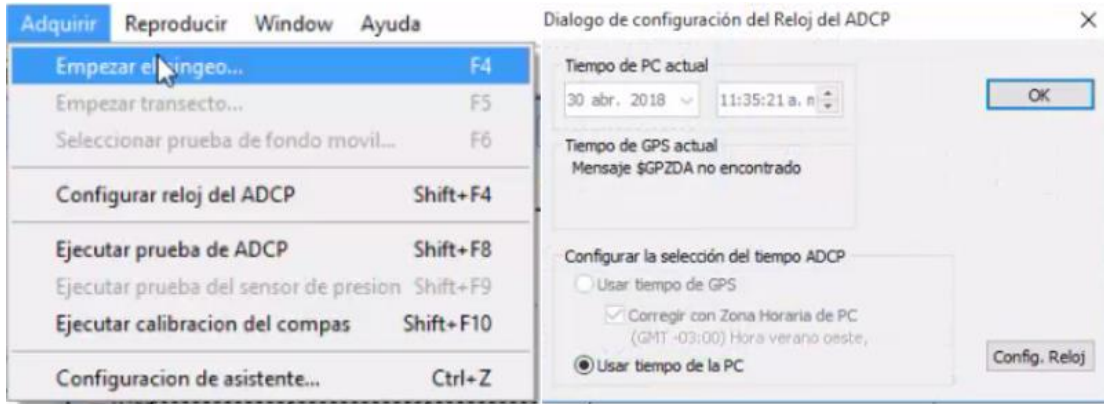 Adquirir Reproducir Window Ayuda
Empezar el pingeo... F4
Empezar transecto... F5
Seleccionar prueba de fondo movil... F6
Configurar reloj del ADCP Shift+F4
Ejecutar prueba de ADCP Shift+F8
Ejecutar prueba del sensor de presion Shift+F9
Ejecutar calibracion del compas Shift+F10
Configuracion de asistente... Ctrl+Z
Dialogo de configuración del Reloj del ADCP
Tiempo de PC actual
30 abr. 2018 11:35:21 a. n
OK
Tiempo de GPS actual
Mensaje $GPZDA no encontrado
Configurar la selección del tiempo ADCP
Usar tiempo de GPS
Corregir con Zona Horaria de PC
(GMT -03:00) Hora verano oeste,
Usar tiempo de la PC
Config. Reloj